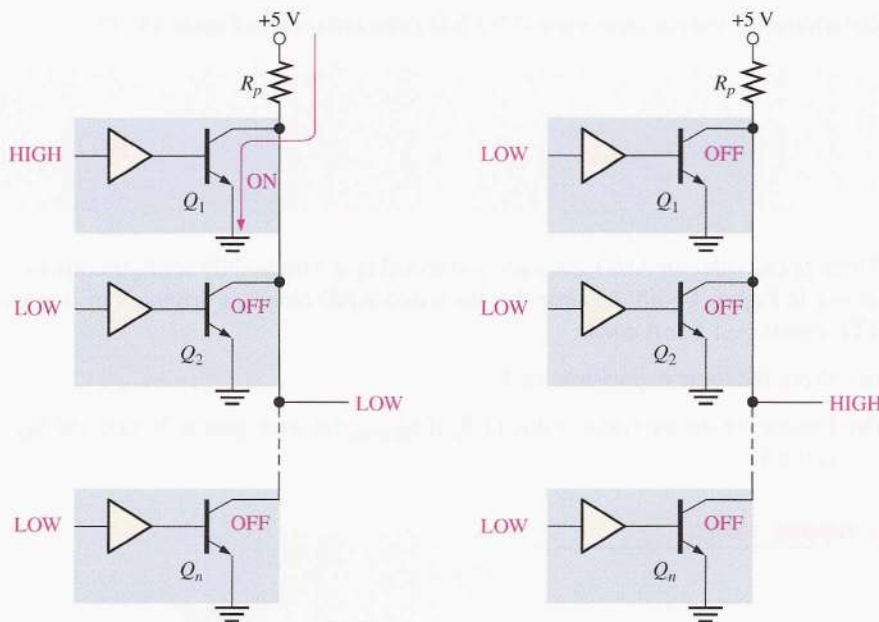 +5 V
R_p
HIGH
ON
Q_1
LOW
OFF
Q_2
LOW
LOW
OFF
Q_n
+5 V
R_p
LOW
OFF
Q_1
LOW
OFF
Q_2
HIGH
LOW
OFF
Q_n